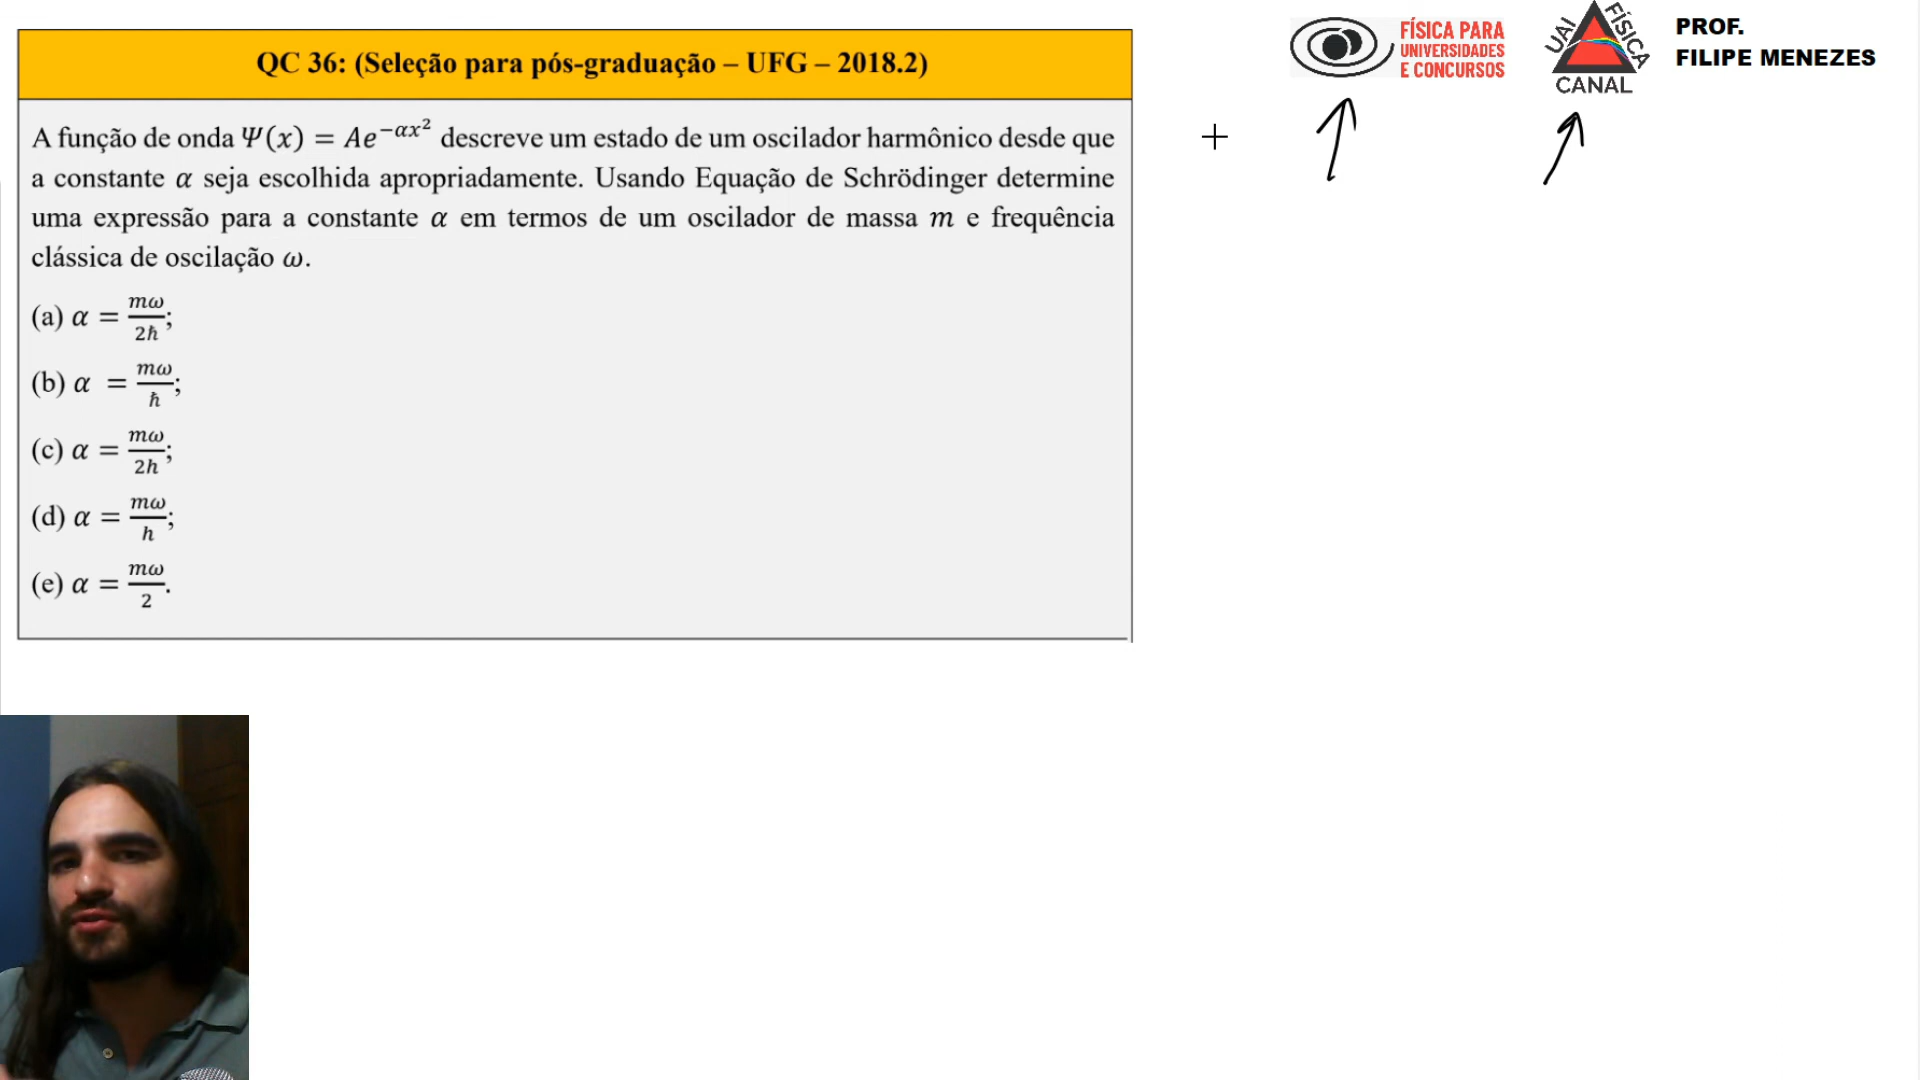 QC 36: (Seleção para pós-graduação – UFG – 2018.2)
A função de onda Ψ(x) = Ae^{−αx²} descreve um estado de um oscilador harmônico desde que
a constante α seja escolhida apropriadamente. Usando Equação de Schrödinger determine
uma expressão para a constante α em termos de um oscilador de massa m e frequência
clássica de oscilação ω.
(a) α = mω/2ℏ;
(b) α = mω/ℏ;
(c) α = mω/2h;
(d) α = mω/h;
(e) α = mω/2.
FÍSICA PARA
UNIVERSIDADES
E CONCURSOS
UAI FÍSICA
CANAL
PROF.
FILIPE MENEZES